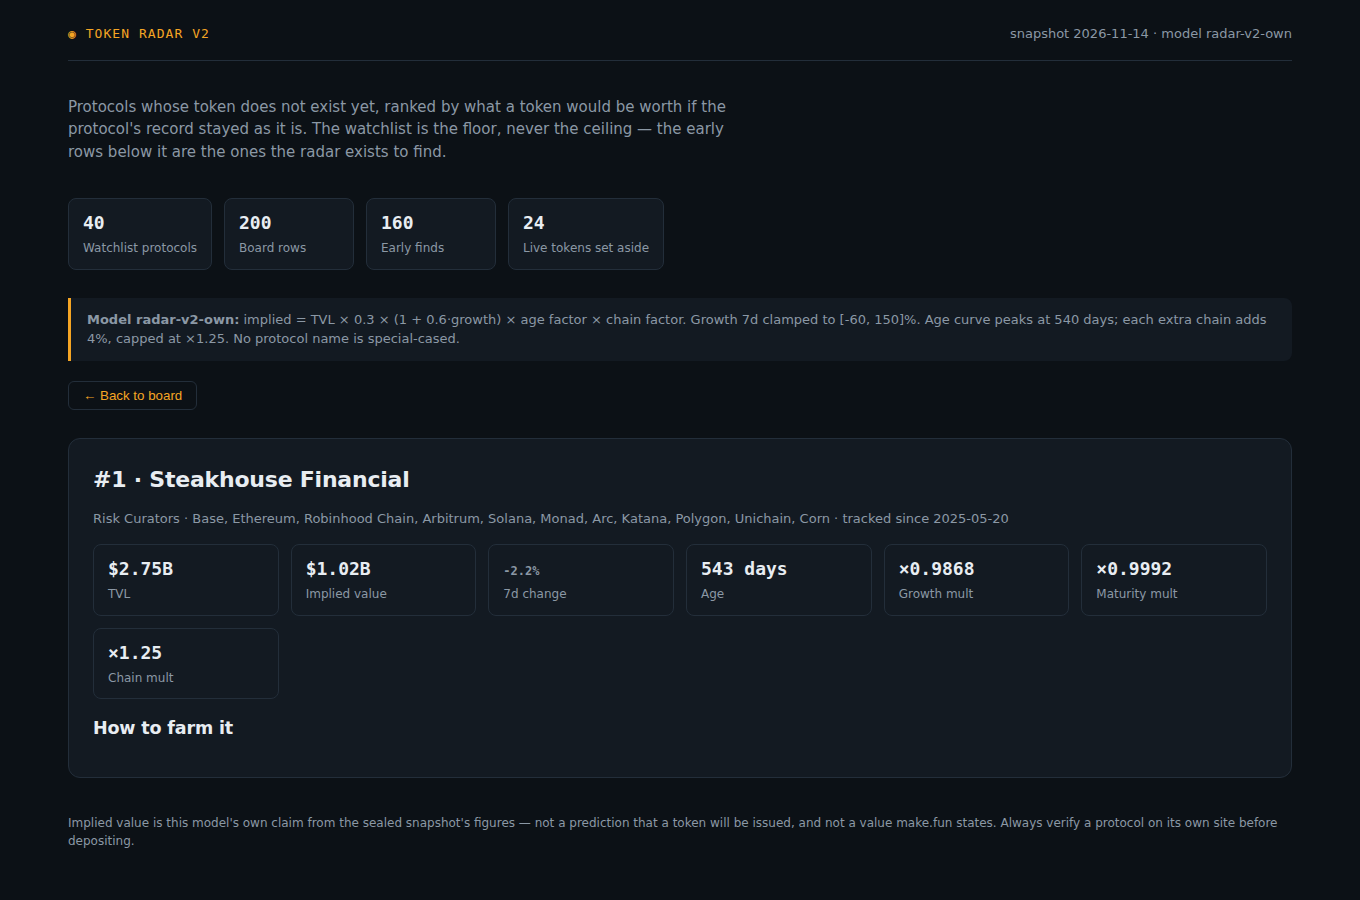 ◉ TOKEN RADAR V2
snapshot 2026-11-14 · model radar-v2-own
Protocols whose token does not exist yet, ranked by what a token would be worth if the
protocol's record stayed as it is. The watchlist is the floor, never the ceiling — the early
rows below it are the ones the radar exists to find.
40
Watchlist protocols
200
Board rows
160
Early finds
24
Live tokens set aside
Model radar-v2-own: implied = TVL × 0.3 × (1 + 0.6·growth) × age factor × chain factor. Growth 7d clamped to [-60, 150]%. Age curve peaks at 540 days; each extra chain adds
4%, capped at ×1.25. No protocol name is special-cased.
← Back to board
#1 · Steakhouse Financial
Risk Curators · Base, Ethereum, Robinhood Chain, Arbitrum, Solana, Monad, Arc, Katana, Polygon, Unichain, Corn · tracked since 2025-05-20
$2.75B
TVL
$1.02B
Implied value
-2.2%
7d change
543 days
Age
×0.9868
Growth mult
×0.9992
Maturity mult
×1.25
Chain mult
How to farm it
Implied value is this model's own claim from the sealed snapshot's figures — not a prediction that a token will be issued, and not a value make.fun states. Always verify a protocol on its own site before
depositing.